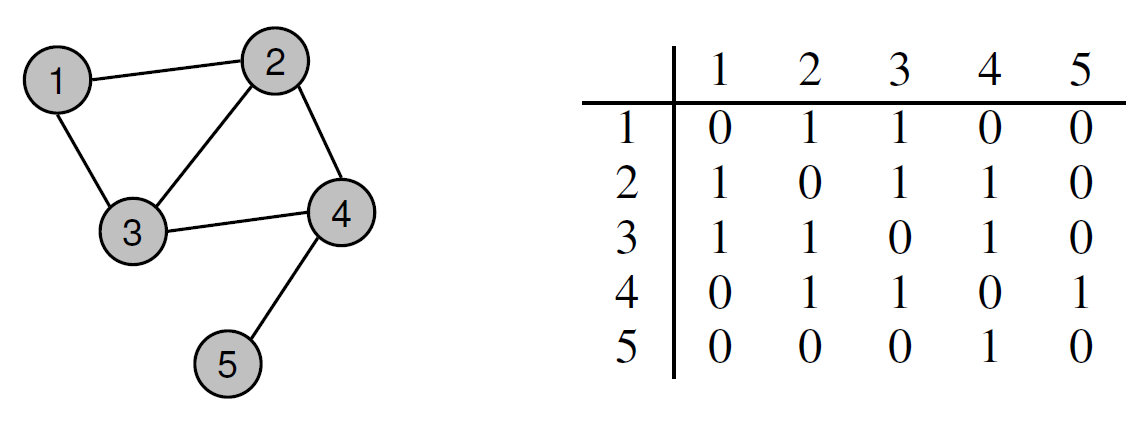 1
2
3
4
5
1 2 3 4 5
1 0 1 1 0 0
2 1 0 1 1 0
3 1 1 0 1 0
4 0 1 1 0 1
5 0 0 0 1 0